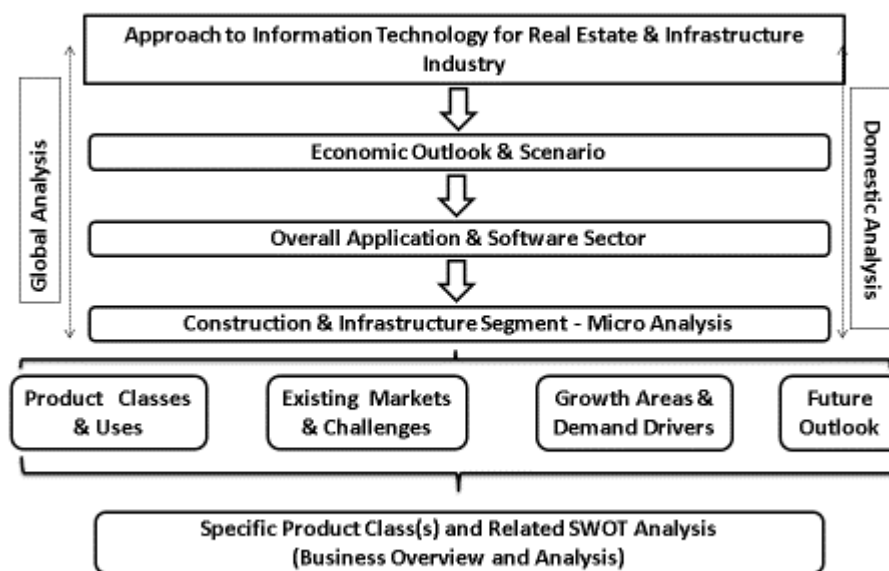 Approach to Information Technology for Real Estate & Infrastructure
Industry
Global Analysis
Domestic Analysis
Economic Outlook & Scenario
Overall Application & Software Sector
Construction & Infrastructure Segment - Micro Analysis
Product Classes
& Uses
Existing Markets
& Challenges
Growth Areas &
Demand Drivers
Future
Outlook
Specific Product Class(s) and Related SWOT Analysis
(Business Overview and Analysis)